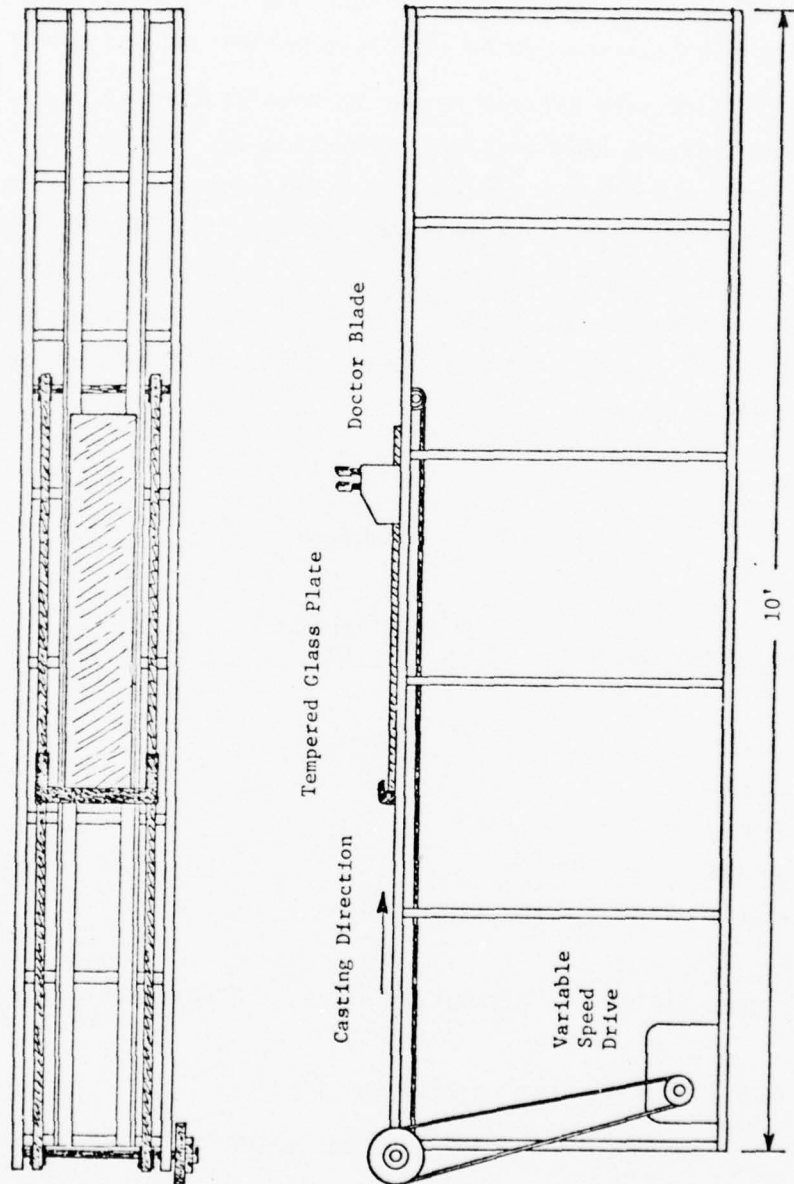 Doctor Blade
Tempered Glass Plate
Casting Direction
Variable
Speed
Drive
10'